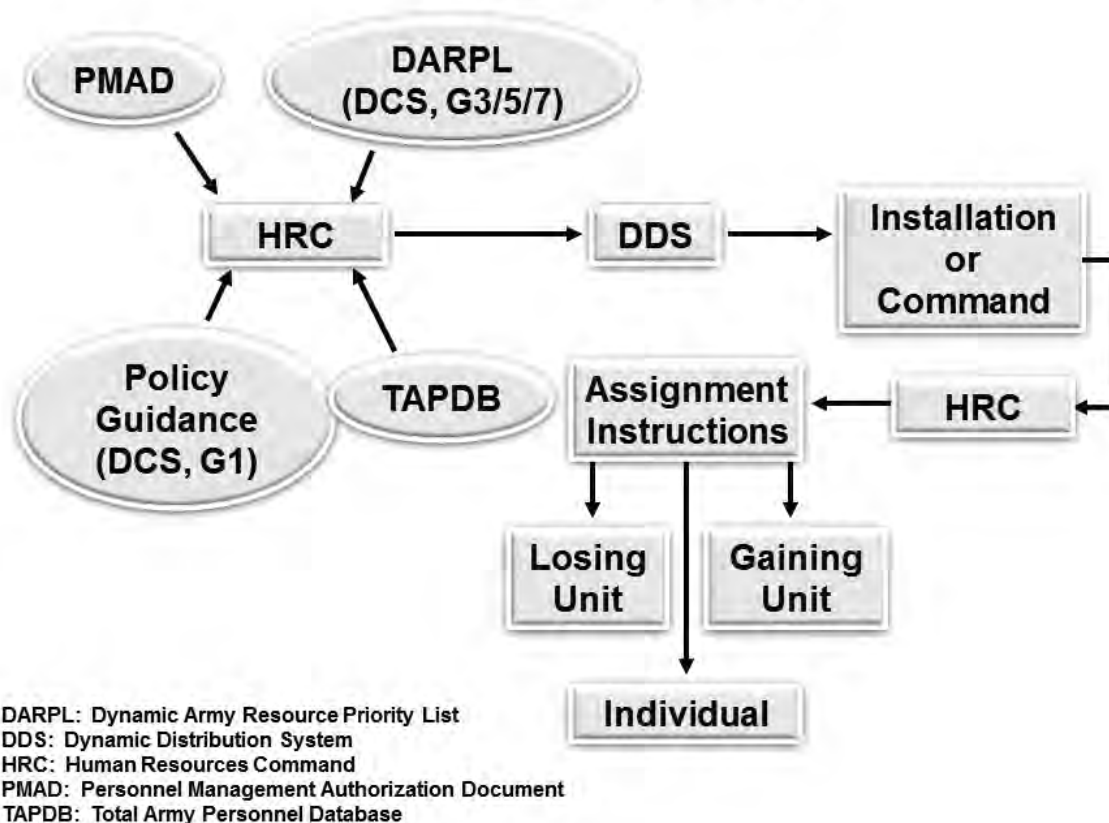 PMAD
DARPL
(DCS, G3/5/7)
HRC
DDS
Installation
or
Command
Policy
Guidance
(DCS, G1)
TAPDB
Assignment
Instructions
HRC
Losing
Unit
Gaining
Unit
Individual
DARPL: Dynamic Army Resource Priority List
DDS: Dynamic Distribution System
HRC: Human Resources Command
PMAD: Personnel Management Authorization Document
TAPDB: Total Army Personnel Database